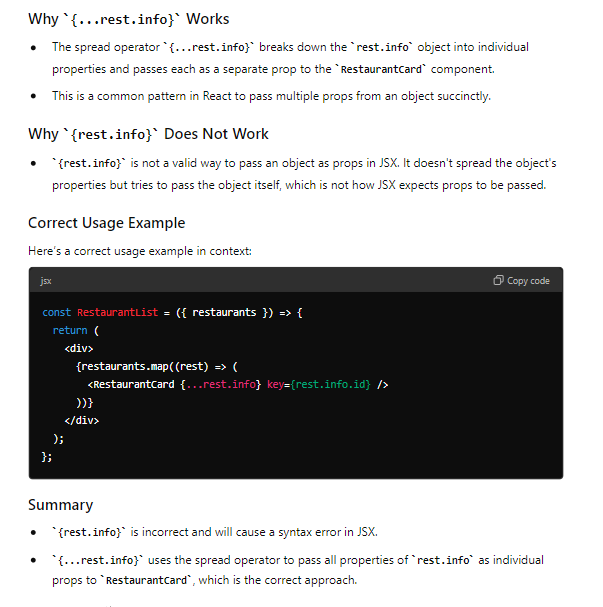 Why `{...rest.info}` Works
• The spread operator `{...rest.info}` breaks down the `rest.info` object into individual
properties and passes each as a separate prop to the `RestaurantCard` component.
• This is a common pattern in React to pass multiple props from an object succinctly.
Why `{rest.info}` Does Not Work
• `{rest.info}` is not a valid way to pass an object as props in JSX. It doesn't spread the object's
properties but tries to pass the object itself, which is not how JSX expects props to be passed.
Correct Usage Example
Here's a correct usage example in context:
jsx Copy code
const RestaurantList = ({ restaurants }) => {
  return (
    <div>
      {restaurants.map((rest) => (
        <RestaurantCard {...rest.info} key={rest.info.id} />
      ))}
    </div>
  );
};
Summary
• `{rest.info}` is incorrect and will cause a syntax error in JSX.
• `{...rest.info}` uses the spread operator to pass all properties of `rest.info` as individual
props to `RestaurantCard`, which is the correct approach.